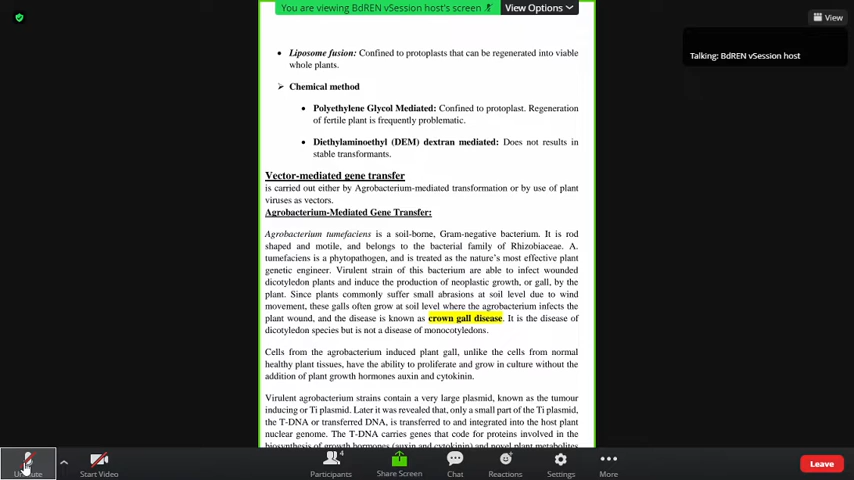 You are viewing BdREN vSession host's screen
View Options
View
Talking: BdREN vSession host
• Liposome fusion: Confined to protoplasts that can be regenerated into viable
whole plants.
➢ Chemical method
• Polyethylene Glycol Mediated: Confined to protoplast. Regeneration
of fertile plant is frequently problematic.
• Diethylaminoethyl (DEM) dextran mediated: Does not results in
stable transformants.
Vector-mediated gene transfer
is carried out either by Agrobacterium-mediated transformation or by use of plant
viruses as vectors.
Agrobacterium-Mediated Gene Transfer:
Agrobacterium tumefaciens is a soil-borne, Gram-negative bacterium. It is rod
shaped and motile, and belongs to the bacterial family of Rhizobiaceae. A.
tumefaciens is a phytopathogen, and is treated as the nature's most effective plant
genetic engineer. Virulent strain of this bacterium are able to infect wounded
dicotyledon plants and induce the production of neoplastic growth, or gall, by the
plant. Since plants commonly suffer small abrasions at soil level due to wind
movement, these galls often grow at soil level where the agrobacterium infects the
plant wound, and the disease is known as crown gall disease. It is the disease of
dicotyledon species but is not a disease of monocotyledons.
Cells from the agrobacterium induced plant gall, unlike the cells from normal
healthy plant tissues, have the ability to proliferate and grow in culture without the
addition of plant growth hormones auxin and cytokinin.
Virulent agrobacterium strains contain a very large plasmid, known as the tumour
inducing or Ti plasmid. Later it was revealed that, only a small part of the Ti plasmid,
the T-DNA or transferred DNA, is transferred to and integrated into the host plant
nuclear genome. The T-DNA carries genes that code for proteins involved in the
biosynthesis of growth hormones (auxin and cytokinin) and novel plant metabolites
Unmute
Start Video
4
Participants
Share Screen
Chat
Reactions
Settings
More
Leave